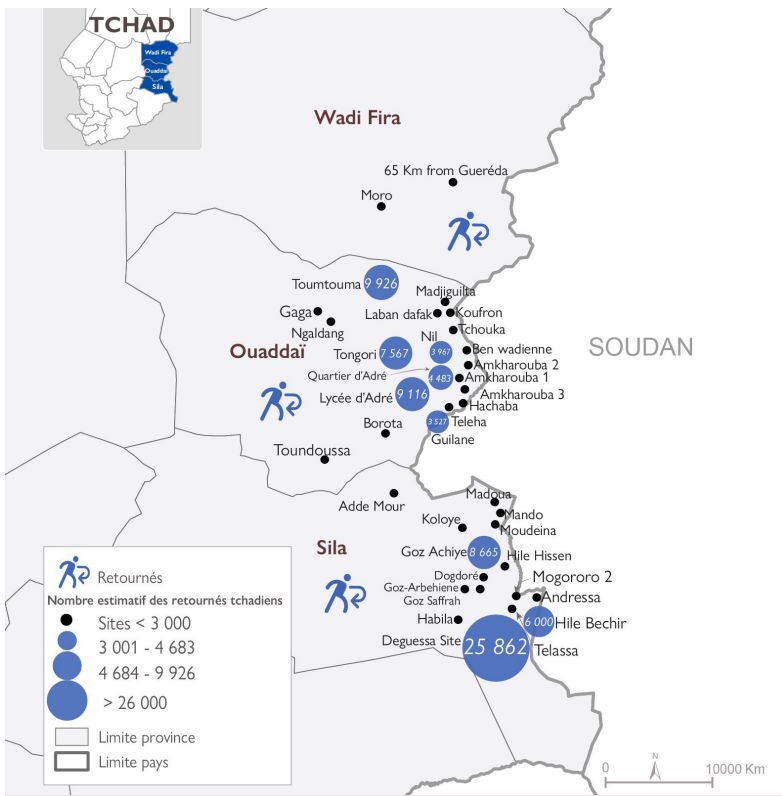 TCHAD
Wadi Fira
Ouaddaï
Sila
Wadi Fira
65 Km from Gueréda
Moro
Toumtouma
9 926
Madjiguilta
Gaga
Laban dafak
Koufron
Ngaldang
Tchouka
Nil
Ouaddaï
Tongori
7 567
3 967
Ben wadienne
SOUDAN
Amkharouba 2
Quartier d'Adré
4 483
Amkharouba 1
Lycée d'Adré
9 116
Amkharouba 3
Hachaba
Borota
3 527
Teleha
Guilane
Toundoussa
Adde Mour
Madoua
Koloye
Mando
Moudeina
Sila
Goz Achiye
8 665
Hile Hissen
Dogdoré
Mogororo 2
Goz-Arbehiene
Andressa
Goz Saffrah
Habila
6 000
Hile Bechir
Deguessa Site
25 862
Telassa
Retournés
Nombre estimatif des retournés tchadiens
Sites < 3 000
3 001 - 4 683
4 684 - 9 926
> 26 000
Limite province
Limite pays
N
0
10000 Km